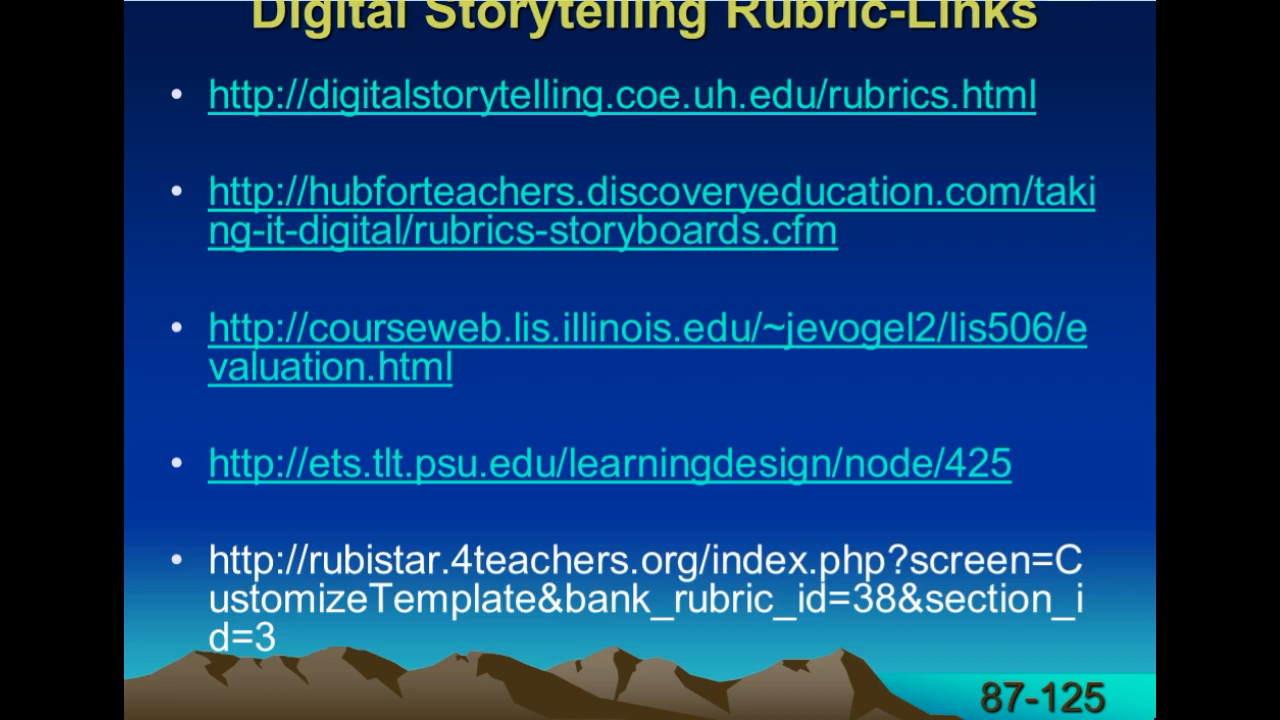 Digital Storytelling Rubric-Links
• http://digitalstorytelling.coe.uh.edu/rubrics.html
• http://hubforteachers.discoveryeducation.com/taki
ng-it-digital/rubrics-storyboards.cfm
• http://courseweb.lis.illinois.edu/~jevogel2/lis506/e
valuation.html
• http://ets.tlt.psu.edu/learningdesign/node/425
• http://rubistar.4teachers.org/index.php?screen=C
ustomizeTemplate&bank_rubric_id=38&section_i
d=3
87-125